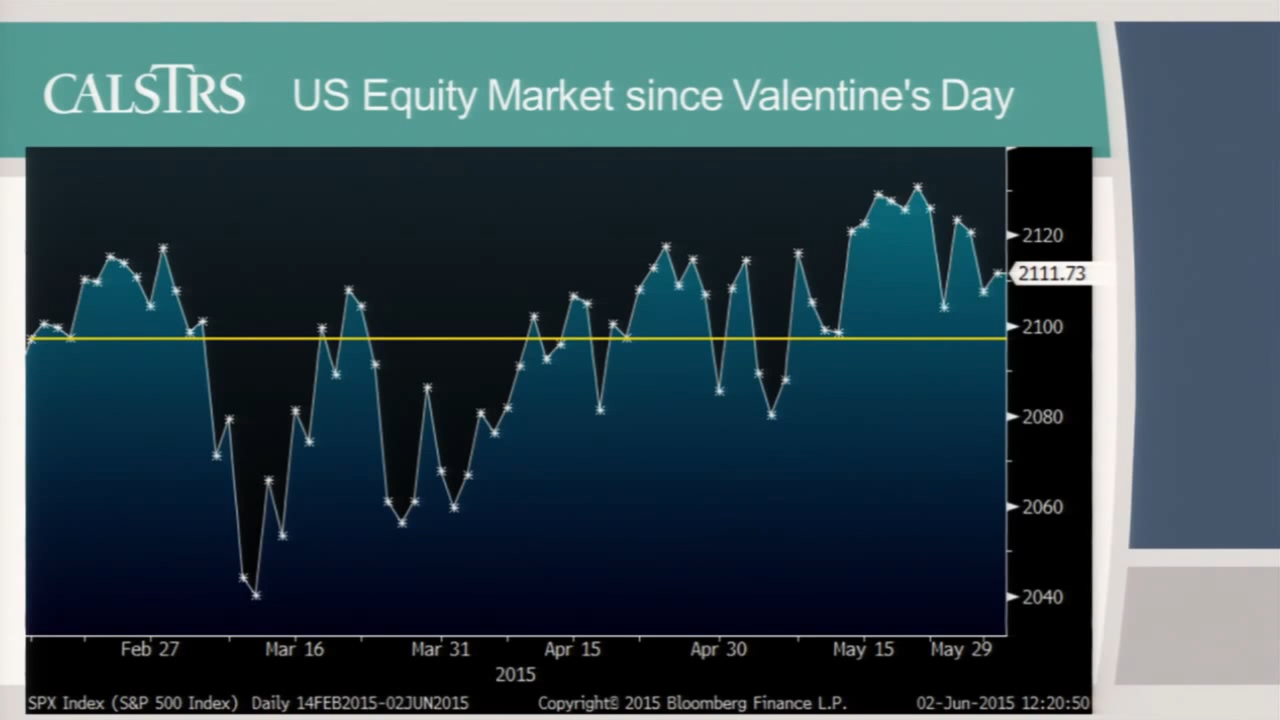 CALSTRS US Equity Market since Valentine's Day
2120
2111.73
2100
2080
2060
2040
Feb 27 Mar 16 Mar 31 Apr 15 Apr 30 May 15 May 29
2015
SPX Index (S&P 500 Index) Daily 14FEB2015-02JUN2015 Copyright© 2015 Bloomberg Finance L.P. 02-Jun-2015 12:20:50